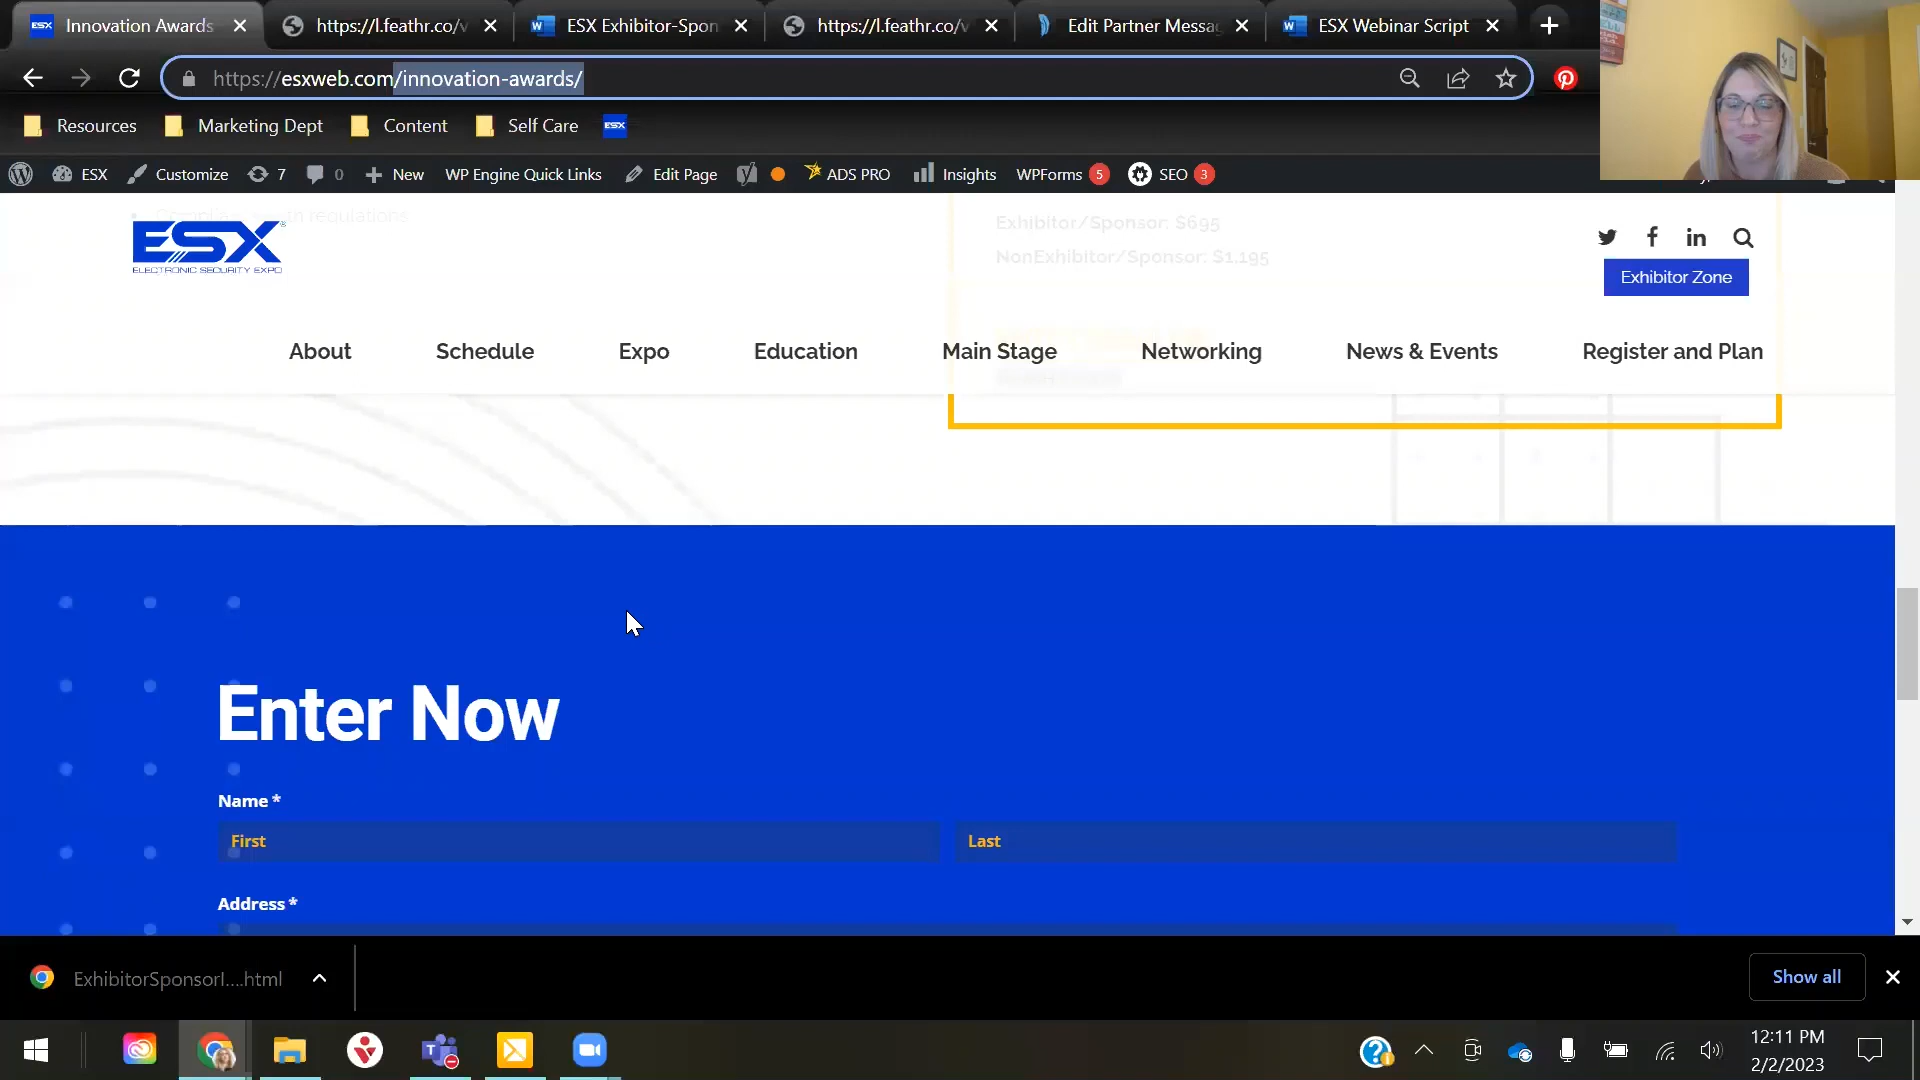 Innovation Awards
https://l.feathr.co/v
ESX Exhibitor-Spon
https://l.feathr.co/v
Edit Partner Messag
ESX Webinar Script
https://esxweb.com/innovation-awards/
Resources
Marketing Dept
Content
Self Care
ESX
ESX
Customize
7
0
New
WP Engine Quick Links
Edit Page
ADS PRO
Insights
WPForms 5
SEO 3
regulations
ESX
ELECTRONIC SECURITY EXPO
Exhibitor/Sponsor: $695
NonExhibitor/Sponsor: $1,195
Exhibitor Zone
About
Schedule
Expo
Education
Main Stage
Networking
News & Events
Register and Plan
Enter Now
Name *
First
Last
Address *
ExhibitorSponsorI....html
Show all
12:11 PM
2/2/2023